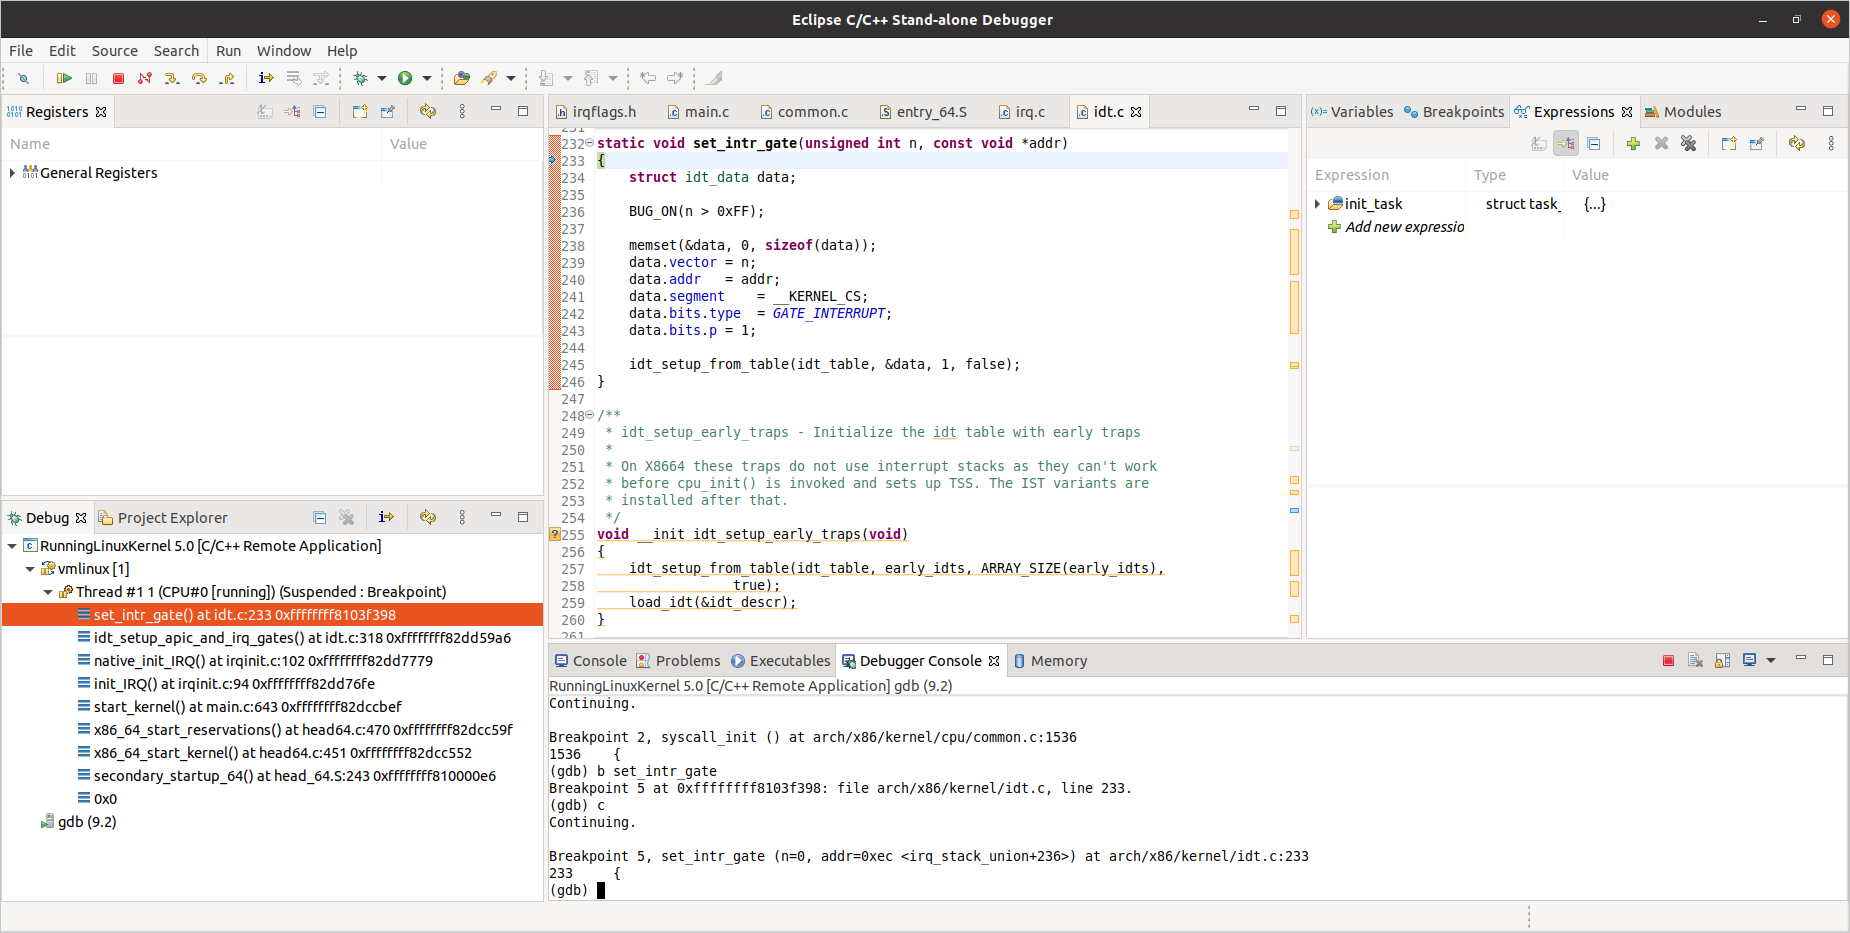 Eclipse C/C++ Stand-alone Debugger
File Edit Source Search Run Window Help
Registers
Name Value
General Registers
irqflags.h main.c common.c entry_64.S irq.c idt.c
231
232 static void set_intr_gate(unsigned int n, const void *addr)
233 {
234     struct idt_data data;
235
236     BUG_ON(n > 0xFF);
237
238     memset(&data, 0, sizeof(data));
239     data.vector = n;
240     data.addr   = addr;
241     data.segment    = __KERNEL_CS;
242     data.bits.type  = GATE_INTERRUPT;
243     data.bits.p = 1;
244
245     idt_setup_from_table(idt_table, &data, 1, false);
246 }
247
248 /**
249  * idt_setup_early_traps - Initialize the idt table with early traps
250  *
251  * On X8664 these traps do not use interrupt stacks as they can't work
252  * before cpu_init() is invoked and sets up TSS. The IST variants are
253  * installed after that.
254  */
255 void __init idt_setup_early_traps(void)
256 {
257     idt_setup_from_table(idt_table, early_idts, ARRAY_SIZE(early_idts),
258                  true);
259     load_idt(&idt_descr);
260 }
261
Variables Breakpoints Expressions Modules
Expression Type Value
init_task struct task_ {...}
Add new expressio
Debug Project Explorer
RunningLinuxKernel 5.0 [C/C++ Remote Application]
vmlinux [1]
Thread #1 1 (CPU#0 [running]) (Suspended : Breakpoint)
set_intr_gate() at idt.c:233 0xffffffff8103f398
idt_setup_apic_and_irq_gates() at idt.c:318 0xffffffff82dd59a6
native_init_IRQ() at irqinit.c:102 0xffffffff82dd7779
init_IRQ() at irqinit.c:94 0xffffffff82dd76fe
start_kernel() at main.c:643 0xffffffff82dccbef
x86_64_start_reservations() at head64.c:470 0xffffffff82dcc59f
x86_64_start_kernel() at head64.c:451 0xffffffff82dcc552
secondary_startup_64() at head_64.S:243 0xffffffff810000e6
0x0
gdb (9.2)
Console Problems Executables Debugger Console Memory
RunningLinuxKernel 5.0 [C/C++ Remote Application] gdb (9.2)
Continuing.
Breakpoint 2, syscall_init () at arch/x86/kernel/cpu/common.c:1536
1536    {
(gdb) b set_intr_gate
Breakpoint 5 at 0xffffffff8103f398: file arch/x86/kernel/idt.c, line 233.
(gdb) c
Continuing.
Breakpoint 5, set_intr_gate (n=0, addr=0xec <irq_stack_union+236>) at arch/x86/kernel/idt.c:233
233     {
(gdb)